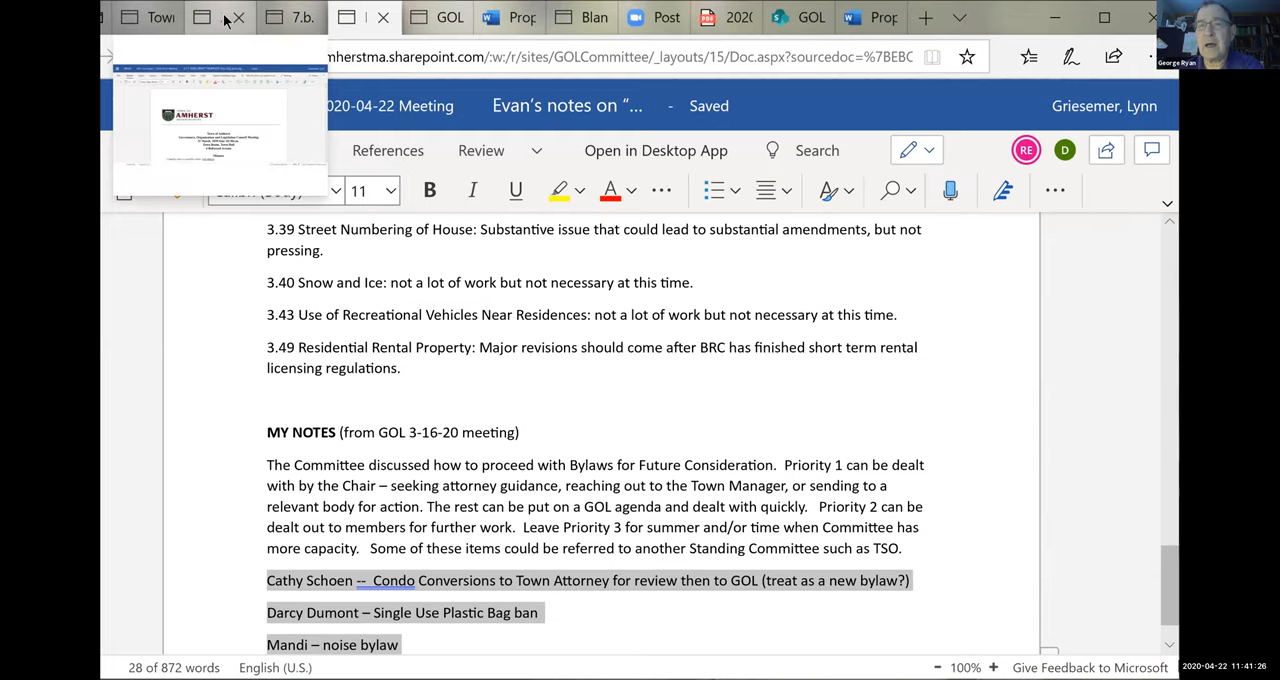 Towi
7.b.
GOL
Prop
Blan
Post
2020
GOL
Prop
mherstma.sharepoint.com/:w:/r/sites/GOLCommittee/_layouts/15/Doc.aspx?sourcedoc=%7BEBC
George Ryan
020-04-22 Meeting
Evan's notes on "...
- Saved
Griesemer, Lynn
AMHERST
References
Review
Open in Desktop App
Search
RE
D
11
B I U A
3.39 Street Numbering of House: Substantive issue that could lead to substantial amendments, but not
pressing.
3.40 Snow and Ice: not a lot of work but not necessary at this time.
3.43 Use of Recreational Vehicles Near Residences: not a lot of work but not necessary at this time.
3.49 Residential Rental Property: Major revisions should come after BRC has finished short term rental
licensing regulations.
MY NOTES (from GOL 3-16-20 meeting)
The Committee discussed how to proceed with Bylaws for Future Consideration. Priority 1 can be dealt
with by the Chair – seeking attorney guidance, reaching out to the Town Manager, or sending to a
relevant body for action. The rest can be put on a GOL agenda and dealt with quickly. Priority 2 can be
dealt out to members for further work. Leave Priority 3 for summer and/or time when Committee has
more capacity. Some of these items could be referred to another Standing Committee such as TSO.
Cathy Schoen -- Condo Conversions to Town Attorney for review then to GOL (treat as a new bylaw?)
Darcy Dumont – Single Use Plastic Bag ban
Mandi – noise bylaw
28 of 872 words
English (U.S.)
- 100% +
Give Feedback to Microsoft
2020-04-22 11:41:26